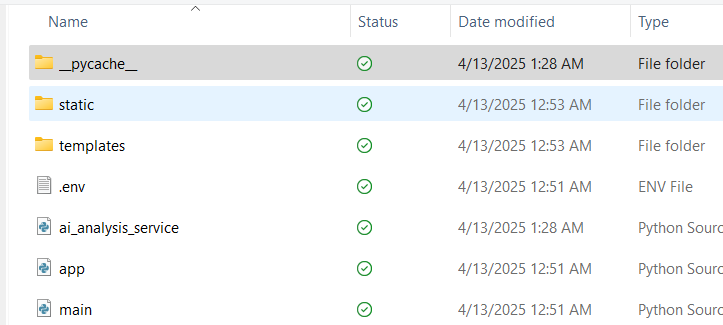 Name Status Date modified Type
__pycache__ 4/13/2025 1:28 AM File folder
static 4/13/2025 12:53 AM File folder
templates 4/13/2025 12:53 AM File folder
.env 4/13/2025 12:51 AM ENV File
ai_analysis_service 4/13/2025 1:28 AM Python Sourc
app 4/13/2025 12:51 AM Python Sourc
main 4/13/2025 12:51 AM Python Sourc